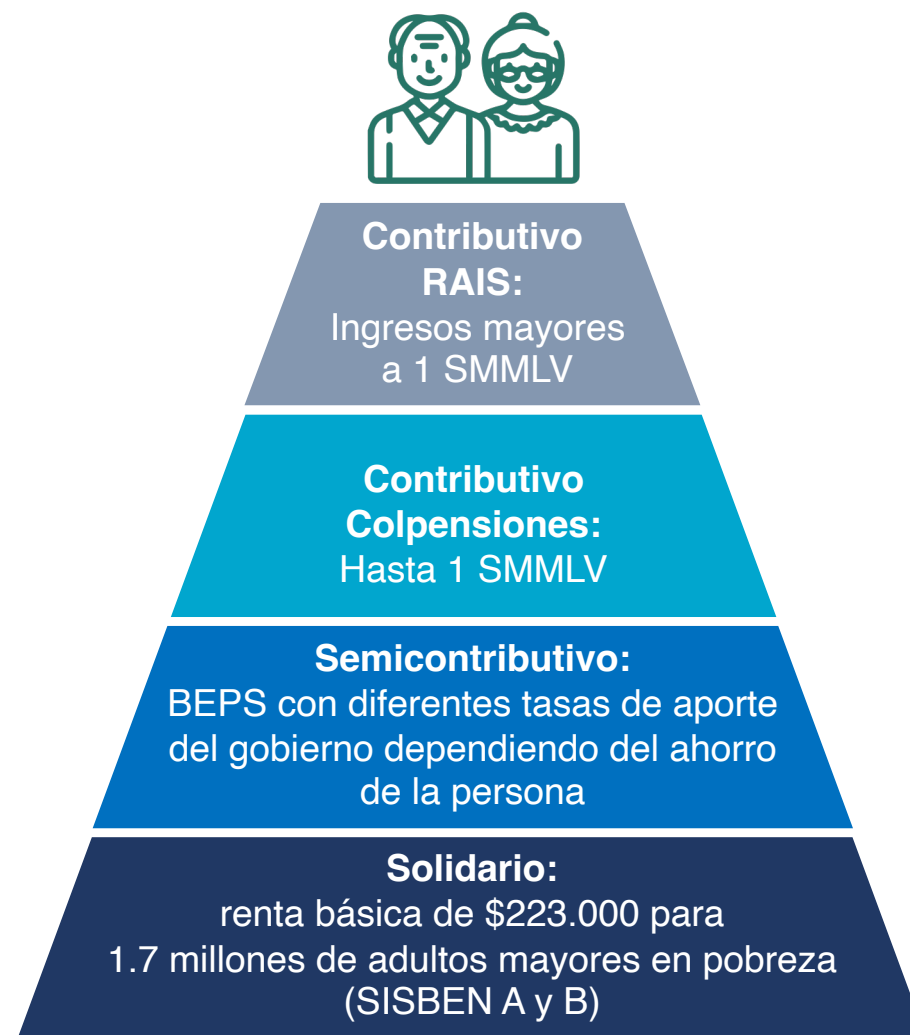 Contributivo
RAIS:
Ingresos mayores
a 1 SMMLV
Contributivo
Colpensiones:
Hasta 1 SMMLV
Semicontributivo:
BEPS con diferentes tasas de aporte
del gobierno dependiendo del ahorro
de la persona
Solidario:
renta básica de $223.000 para
1.7 millones de adultos mayores en pobreza
(SISBEN A y B)